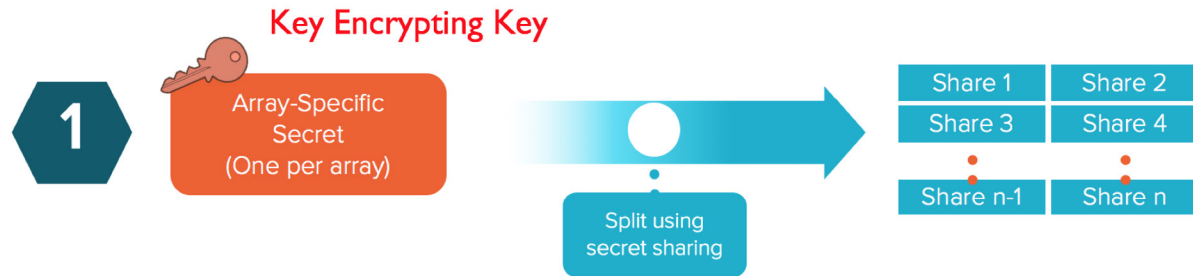 Key Encrypting Key
1
Array-Specific
Secret
(One per array)
Split using
secret sharing
Share 1
Share 2
Share 3
Share 4
Share n-1
Share n